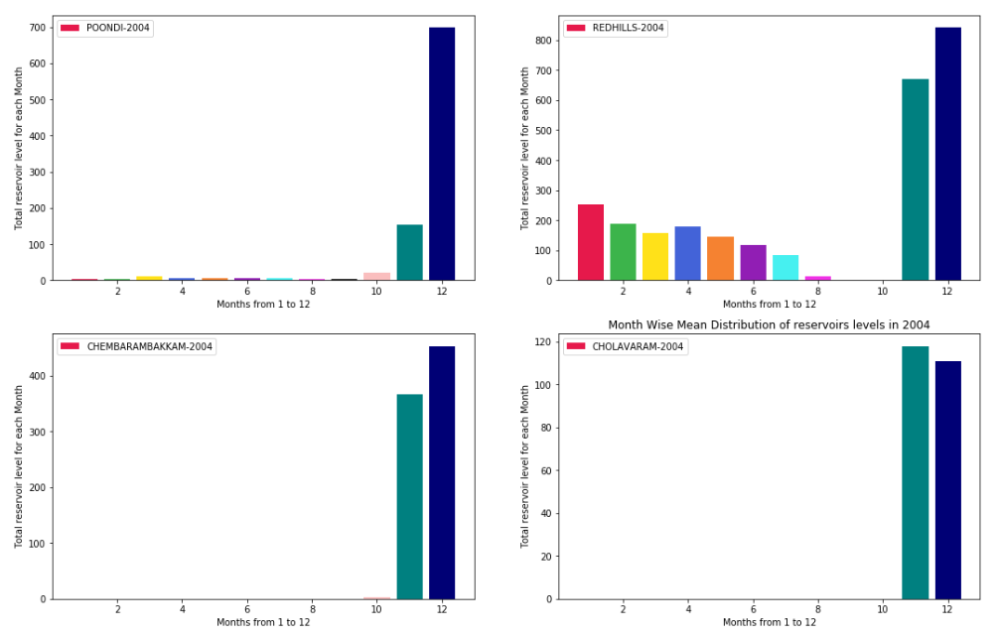 POONDI-2004
Total reservoir level for each Month
700
600
500
400
300
200
100
0
2 4 6 8 10 12
Months from 1 to 12
REDHILLS-2004
Total reservoir level for each Month
800
700
600
500
400
300
200
100
0
2 4 6 8 10 12
Months from 1 to 12
CHEMBARAMBAKKAM-2004
Total reservoir level for each Month
400
300
200
100
0
2 4 6 8 10 12
Months from 1 to 12
Month Wise Mean Distribution of reservoirs levels in 2004
CHOLAVARAM-2004
Total reservoir level for each Month
120
100
80
60
40
20
0
2 4 6 8 10 12
Months from 1 to 12